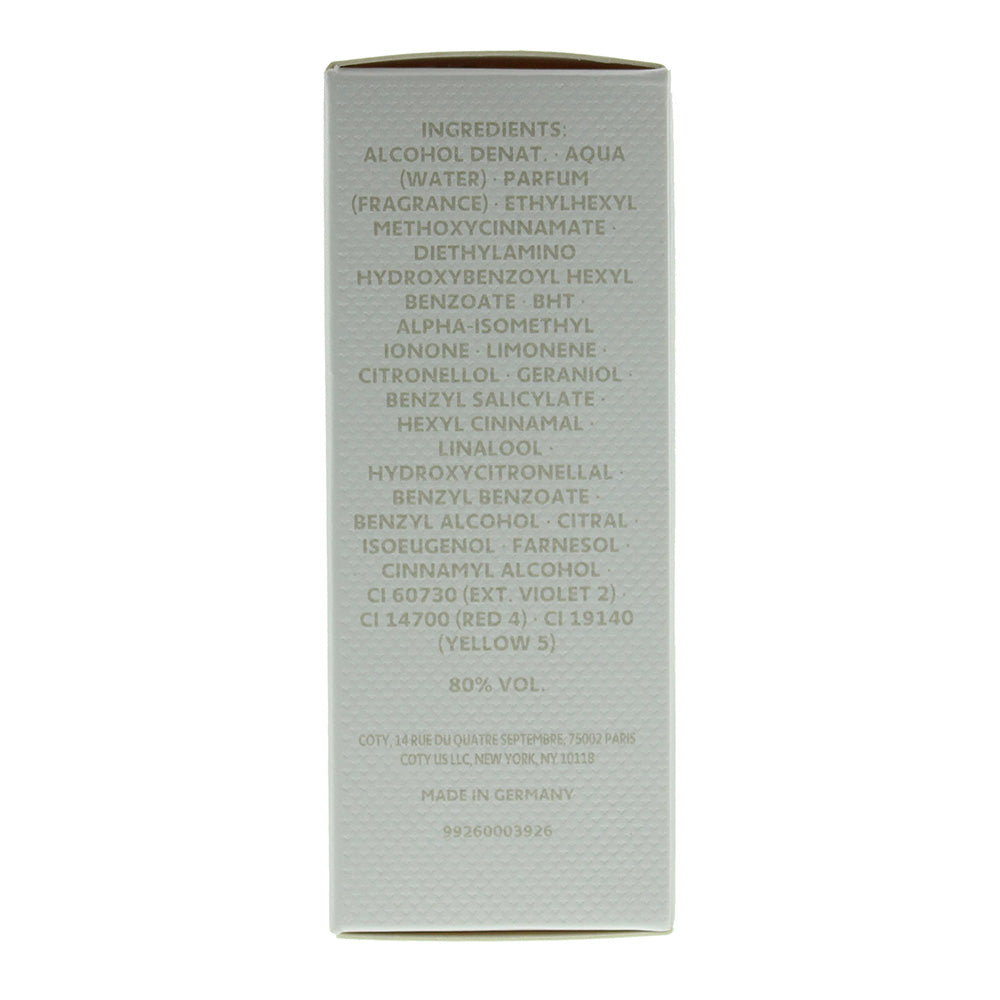 INGREDIENTS:
ALCOHOL DENAT. · AQUA
(WATER) · PARFUM
(FRAGRANCE) · ETHYLHEXYL
METHOXYCINNAMATE ·
DIETHYLAMINO
HYDROXYBENZOYL HEXYL
BENZOATE · BHT ·
ALPHA-ISOMETHYL
IONONE · LIMONENE ·
CITRONELLOL · GERANIOL ·
BENZYL SALICYLATE ·
HEXYL CINNAMAL ·
LINALOOL ·
HYDROXYCITRONELLAL ·
BENZYL BENZOATE ·
BENZYL ALCOHOL · CITRAL ·
ISOEUGENOL · FARNESOL ·
CINNAMYL ALCOHOL ·
CI 60730 (EXT. VIOLET 2) ·
CI 14700 (RED 4) · CI 19140
(YELLOW 5)
80% VOL.
COTY, 14 RUE DU QUATRE SEPTEMBRE, 75002 PARIS
COTY US LLC, NEW YORK, NY 10118
MADE IN GERMANY
99260003926